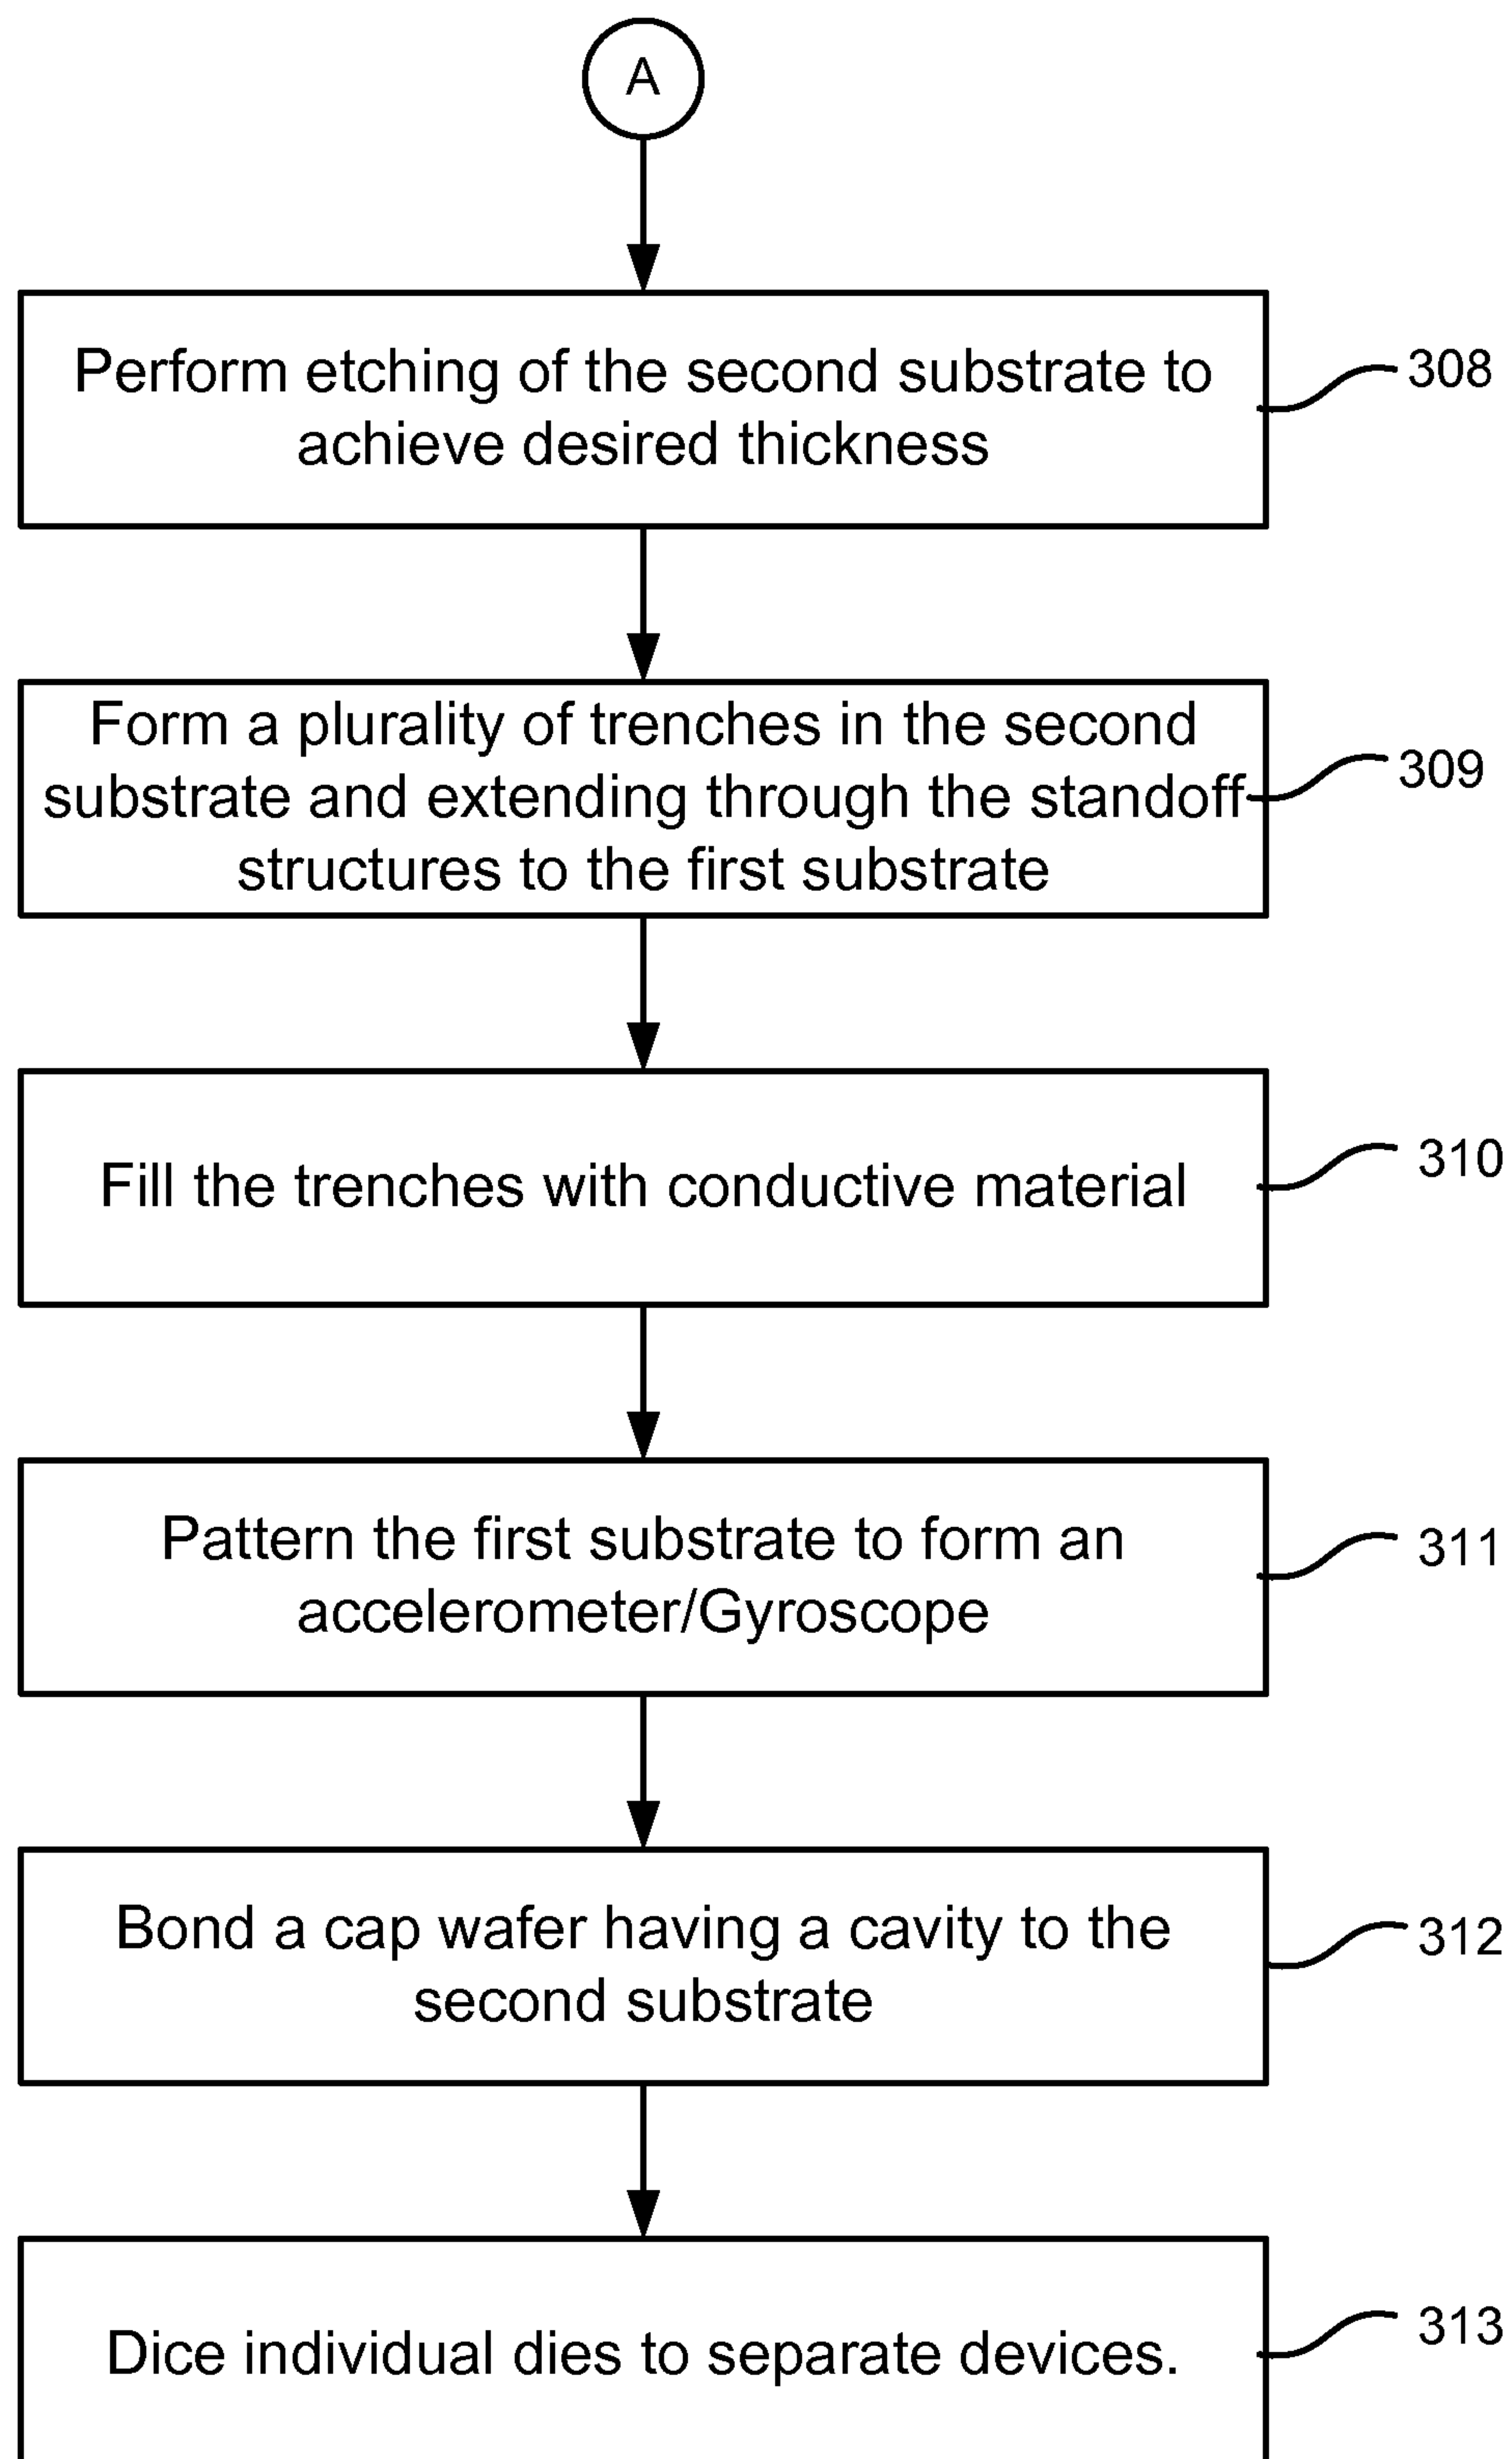 A
Perform etching of the second substrate to
achieve desired thickness
308
Form a plurality of trenches in the second
substrate and extending through the standoff
structures to the first substrate
309
Fill the trenches with conductive material
310
Pattern the first substrate to form an
accelerometer/Gyroscope
311
Bond a cap wafer having a cavity to the
second substrate
312
Dice individual dies to separate devices.
313